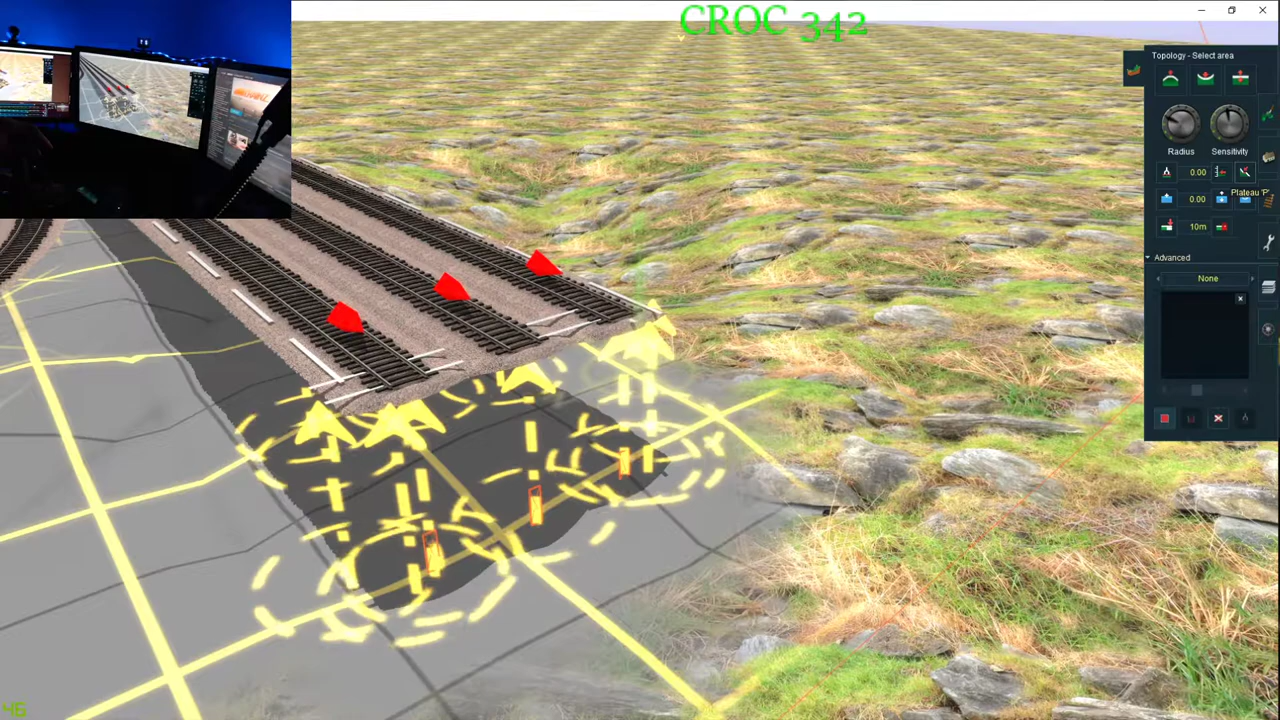 CROC 342
Topology - Select area
Radius
Sensitivity
0.00
0.00
Plateau 'P'
10m
Advanced
None
46